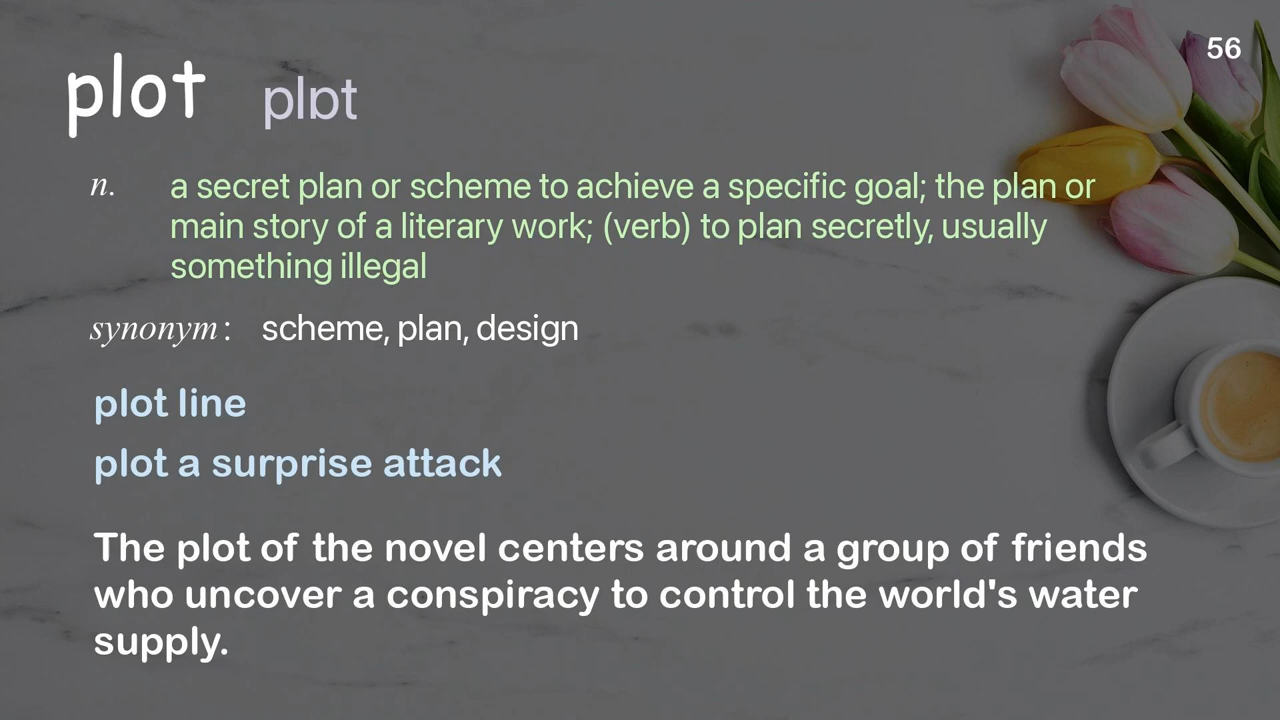 56
plot plɒt
n. a secret plan or scheme to achieve a specific goal; the plan or
main story of a literary work; (verb) to plan secretly, usually
something illegal
synonym: scheme, plan, design
plot line
plot a surprise attack
The plot of the novel centers around a group of friends
who uncover a conspiracy to control the world's water
supply.